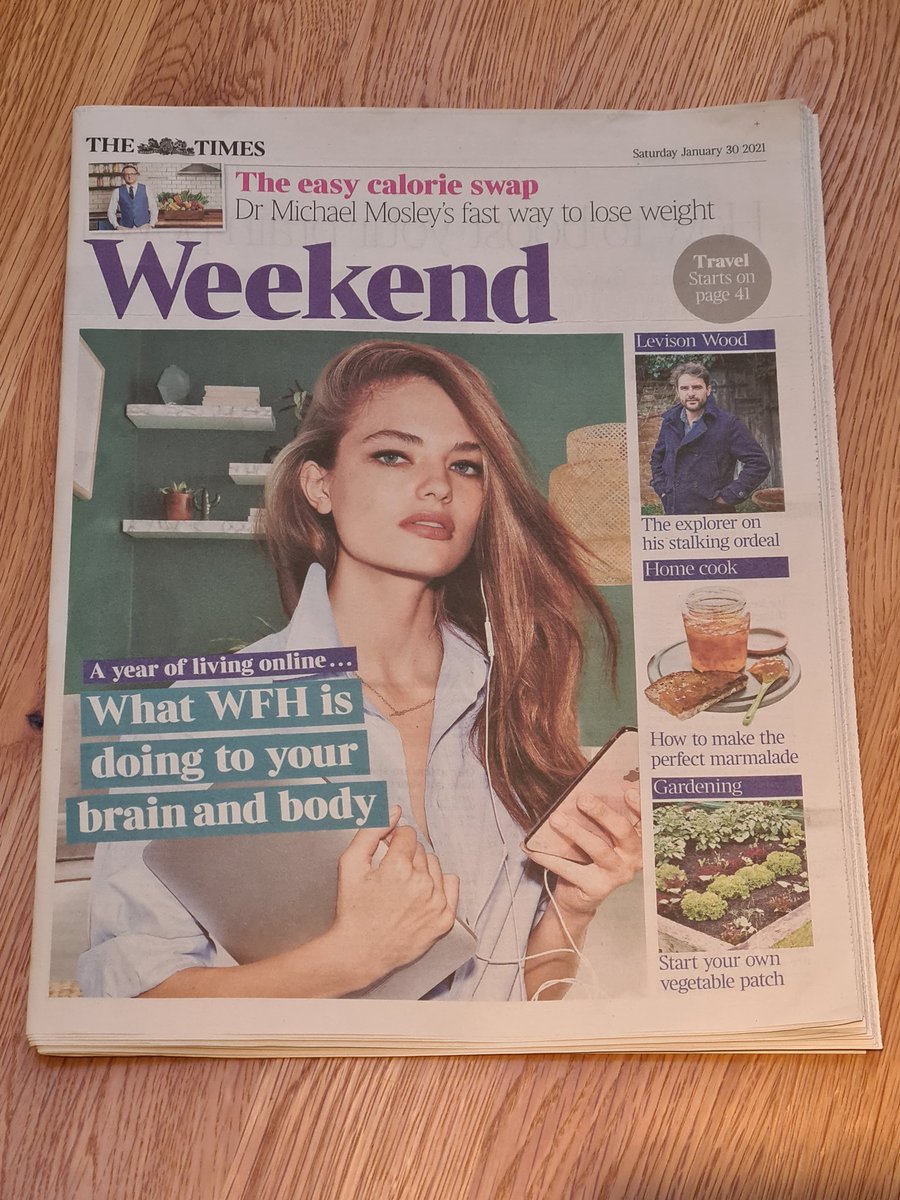 THE TIMES
Saturday January 30 2021
The easy calorie swap
Dr Michael Mosley's fast way to lose weight
Weekend
Travel
Starts on
page 41
A year of living online...
What WFH is
doing to your
brain and body
Levison Wood
The explorer on
his stalking ordeal
Home cook
How to make the
perfect marmalade
Gardening
Start your own
vegetable patch